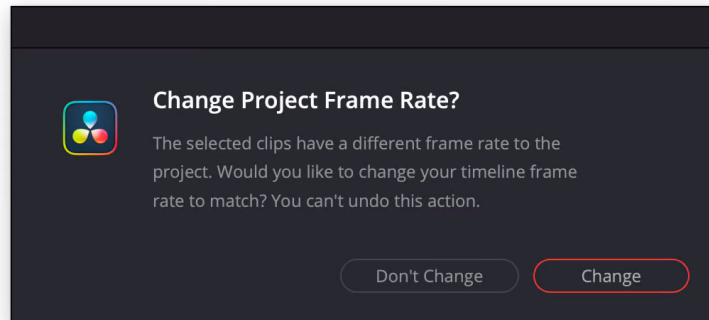 Change Project Frame Rate?
The selected clips have a different frame rate to the
project. Would you like to change your timeline frame
rate to match? You can't undo this action.
Don't Change
Change